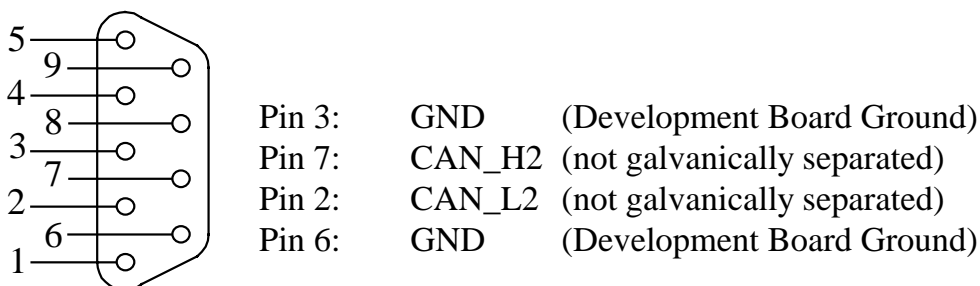 5
9
4
8
3
7
2
6
1
Pin 3: GND (Development Board Ground)
Pin 7: CAN_H2 (not galvanically separated)
Pin 2: CAN_L2 (not galvanically separated)
Pin 6: GND (Development Board Ground)